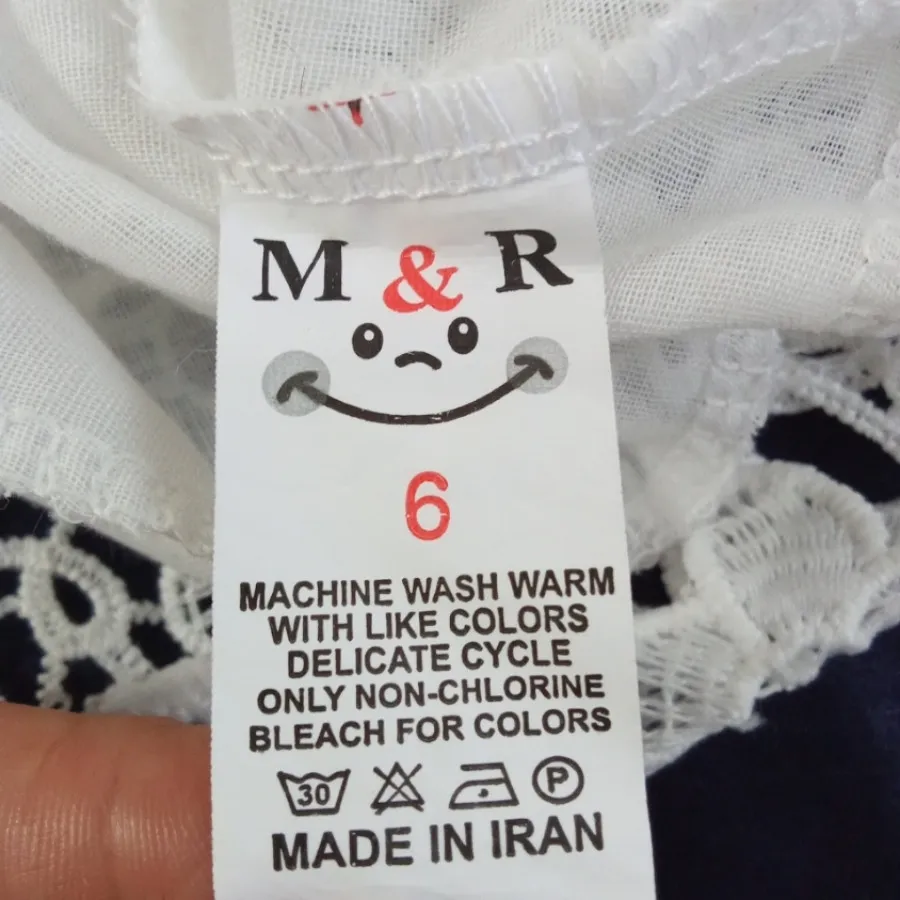 M & R
6
MACHINE WASH WARM
WITH LIKE COLORS
DELICATE CYCLE
ONLY NON-CHLORINE
BLEACH FOR COLORS
30 P
MADE IN IRAN